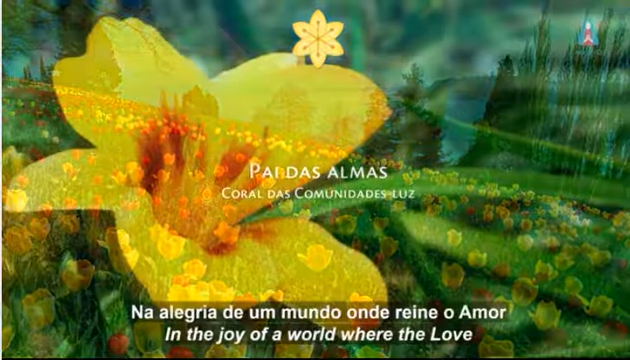 PAI DAS ALMAS
CORAL DAS COMUNIDADES-LUZ
Na alegria de um mundo onde reine o Amor
In the joy of a world where the Love